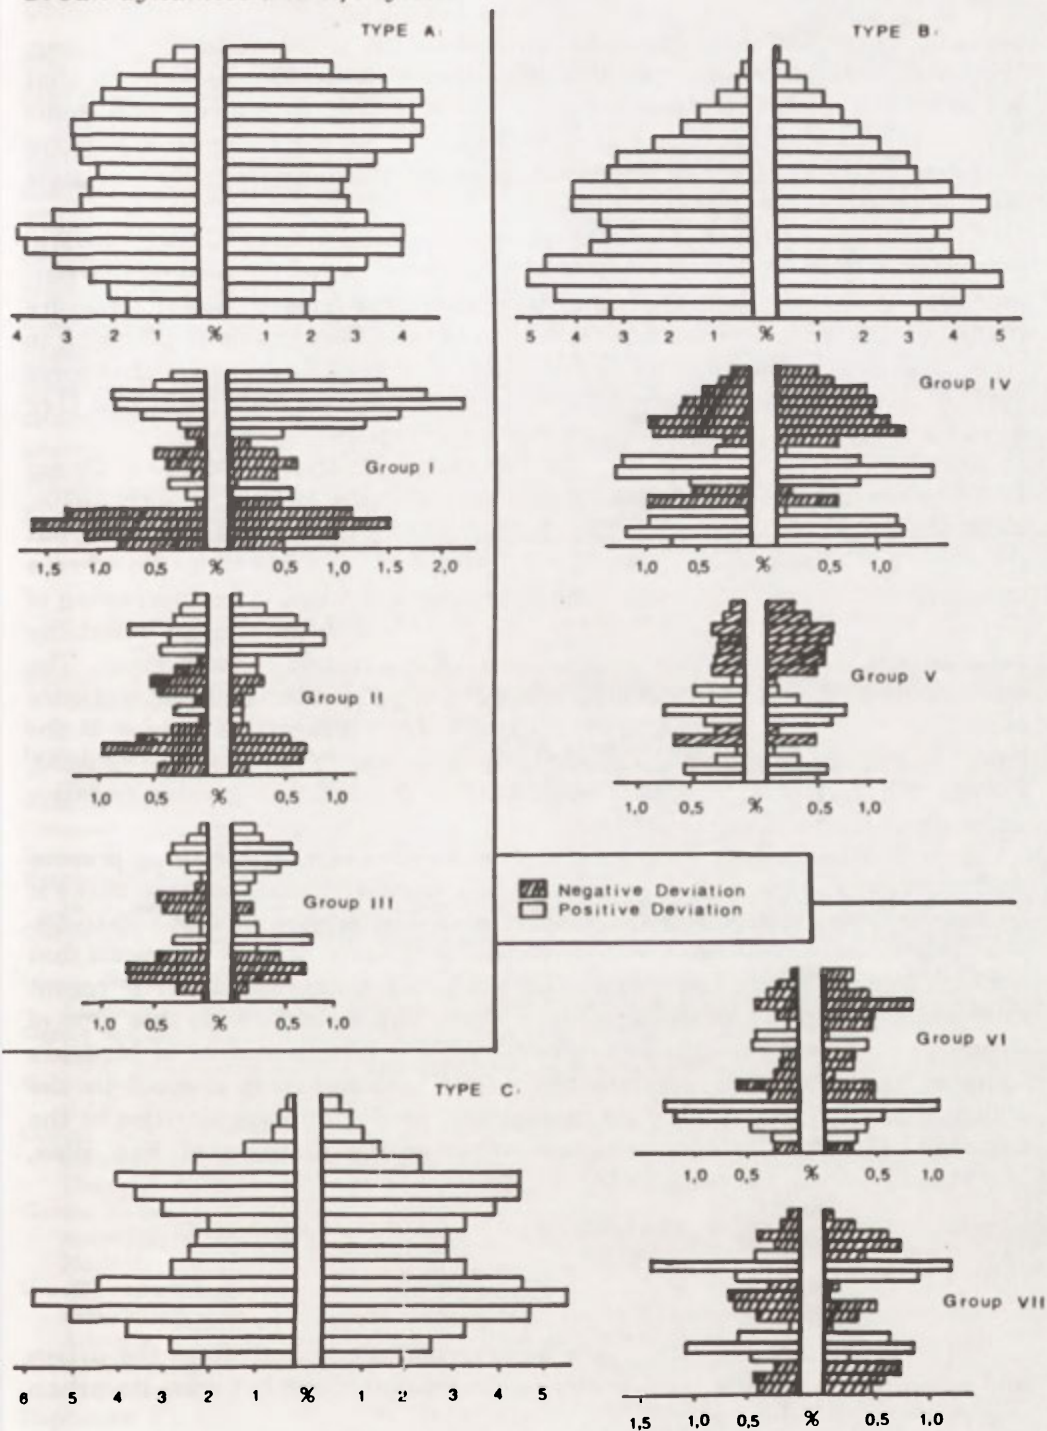 TYPE A.
4 3 2 1 % 1 2 3 4
Group I
1,5 1,0 0,5 % 0,5 1,0 1,5 2,0
Group II
1,0 0,5 % 0,5 1,0
Group III
1,0 0,5 % 0,5 1,0
TYPE B.
5 4 3 2 1 % 1 2 3 4 5
Group IV
1,0 0,5 % 0,5 1,0
Group V
1,0 0,5 % 0,5 1,0
Negative Deviation
Positive Deviation
TYPE C.
6 5 4 3 2 1 % 1 2 3 4 5
Group VI
1,0 0,5 % 0,5 1,0
Group VII
1,5 1,0 0,5 % 0,5 1,0